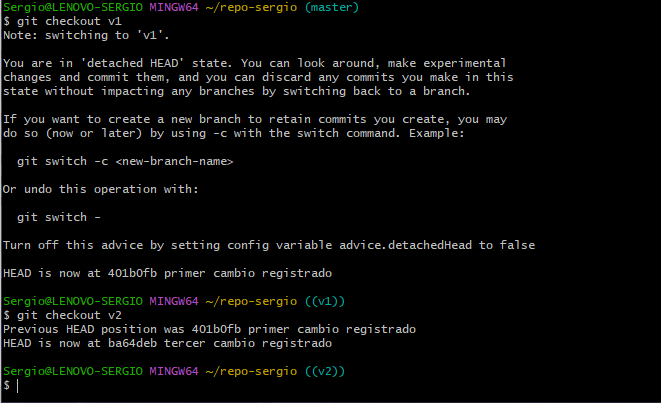 Sergio@LENOVO-SERGIO MINGW64 ~/repo-sergio (master)
$ git checkout v1
Note: switching to 'v1'.
You are in 'detached HEAD' state. You can look around, make experimental
changes and commit them, and you can discard any commits you make in this
state without impacting any branches by switching back to a branch.
If you want to create a new branch to retain commits you create, you may
do so (now or later) by using -c with the switch command. Example:
git switch -c <new-branch-name>
Or undo this operation with:
git switch -
Turn off this advice by setting config variable advice.detachedHead to false
HEAD is now at 401b0fb primer cambio registrado
Sergio@LENOVO-SERGIO MINGW64 ~/repo-sergio ((v1))
$ git checkout v2
Previous HEAD position was 401b0fb primer cambio registrado
HEAD is now at ba64deb tercer cambio registrado
Sergio@LENOVO-SERGIO MINGW64 ~/repo-sergio ((v2))
$